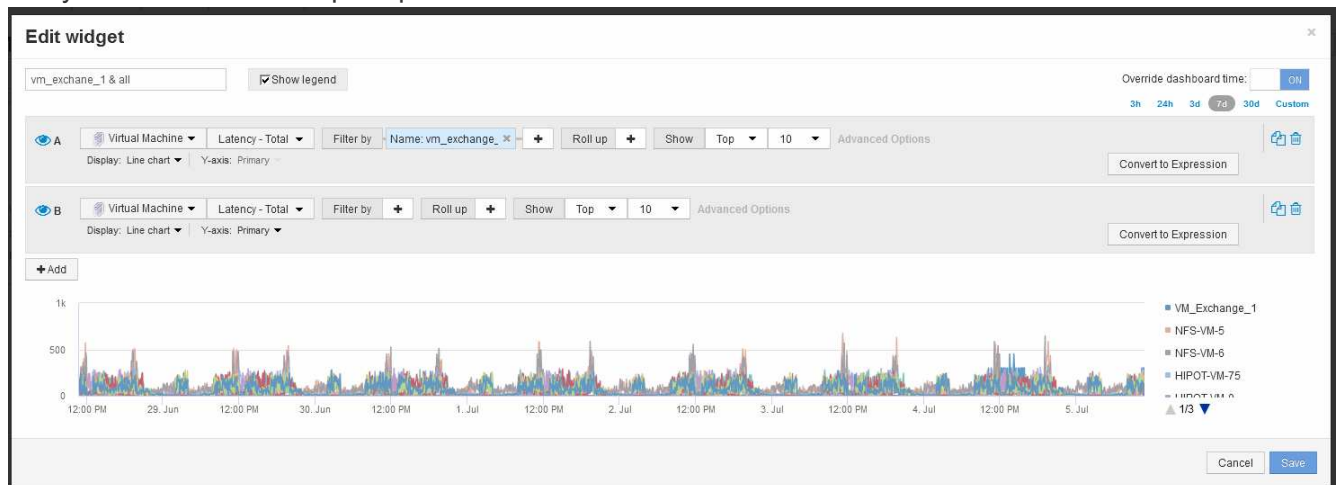 Edit widget
vm_exchane_1 & all
Show legend
Override dashboard time: ON
3h 24h 3d 7d 30d Custom
A Virtual Machine Latency - Total Filter by Name: vm_exchange_ Roll up Show Top 10 Advanced Options
Display: Line chart Y-axis: Primary
Convert to Expression
B Virtual Machine Latency - Total Filter by Roll up Show Top 10 Advanced Options
Display: Line chart Y-axis: Primary
Convert to Expression
+ Add
1k
500
0
12:00 PM 29. Jun 12:00 PM 30. Jun 12:00 PM 1. Jul 12:00 PM 2. Jul 12:00 PM 3. Jul 12:00 PM 4. Jul 12:00 PM 5. Jul
VM_Exchange_1
NFS-VM-5
NFS-VM-6
HIPOT-VM-75
1/3
Cancel Save